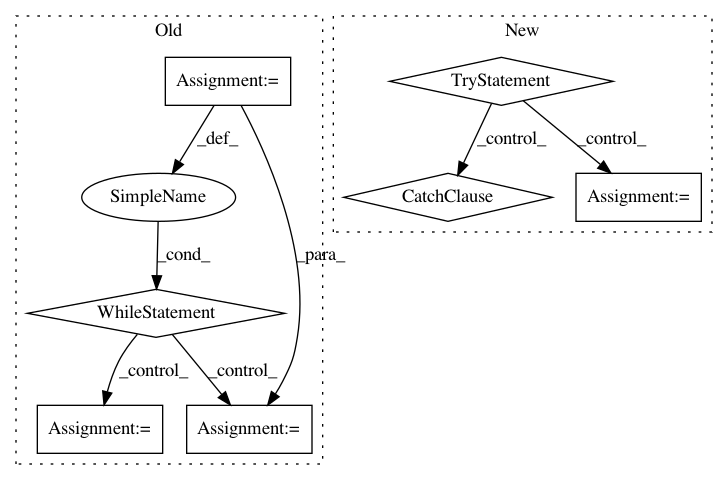 Old
New
Assignment:=
TryStatement
_def_
_control_
_control_
SimpleName
CatchClause
Assignment:=
_cond_
_para_
WhileStatement
_control_
_control_
Assignment:=
Assignment:=